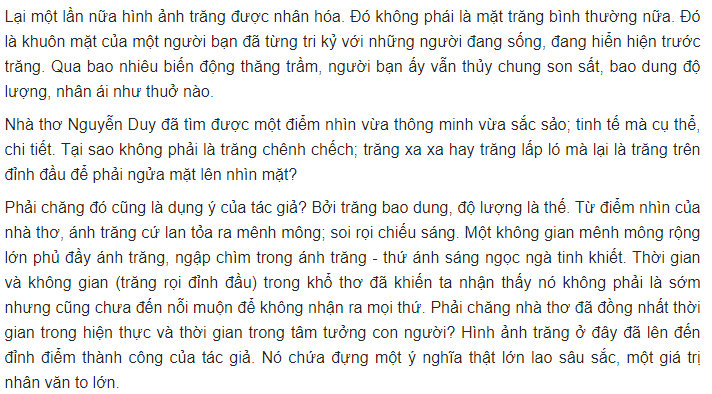 Lại một lần nữa hình ảnh trăng được nhân hóa. Đó không phải là mặt trăng bình thường nữa. Đó
là khuôn mặt của một người bạn đã từng tri kỷ với những người đang sống, đang hiển hiện trước
trăng. Qua bao nhiêu biến động thăng trầm, người bạn ấy vẫn thủy chung son sắt, bao dung độ
lượng, nhân ái như thuở nào.
Nhà thơ Nguyễn Duy đã tìm được một điểm nhìn vừa thông minh vừa sắc sảo; tinh tế mà cụ thể,
chi tiết. Tại sao không phải là trăng chênh chếch; trăng xa xa hay trăng lấp ló mà lại là trăng trên
đỉnh đầu để phải ngửa mặt lên nhìn mặt?
Phải chăng đó cũng là dụng ý của tác giả? Bởi trăng bao dung, độ lượng là thế. Từ điểm nhìn của
nhà thơ, ánh trăng cứ lan tỏa ra mênh mông; soi rọi chiếu sáng. Một không gian mênh mông rộng
lớn phủ đầy ánh trăng, ngập chìm trong ánh trăng - thứ ánh sáng ngọc ngà tinh khiết. Thời gian
và không gian (trăng rọi đỉnh đầu) trong khổ thơ đã khiến ta nhận thấy nó không phải là sớm
nhưng cũng chưa đến nỗi muộn để không nhận ra mọi thứ. Phải chăng nhà thơ đã đồng nhất thời
gian trong hiện thực và thời gian trong tâm tưởng con người? Hình ảnh trăng ở đây đã lên đến
đỉnh điểm thành công của tác giả. Nó chứa đựng một ý nghĩa thật lớn lao sâu sắc, một giá trị
nhân văn to lớn.